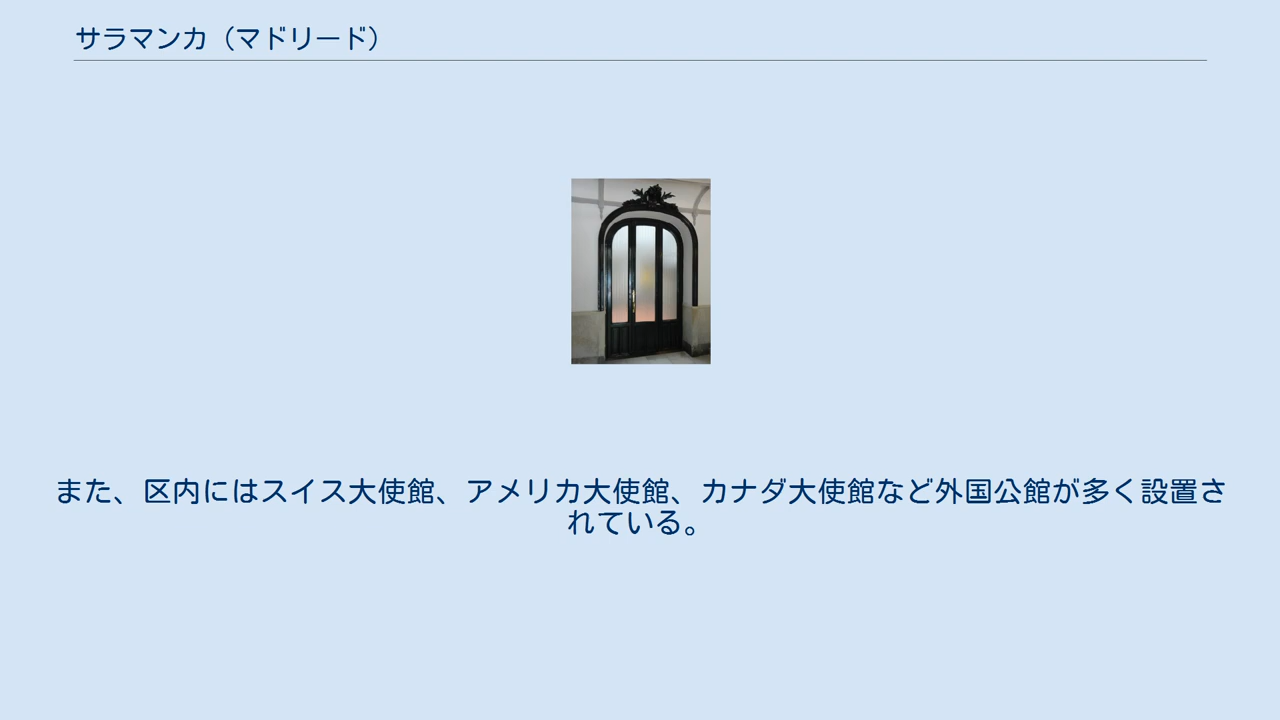 サラマンカ（マドリード）
また、区内にはスイス大使館、アメリカ大使館、カナダ大使館など外国公館が多く設置さ
れている。